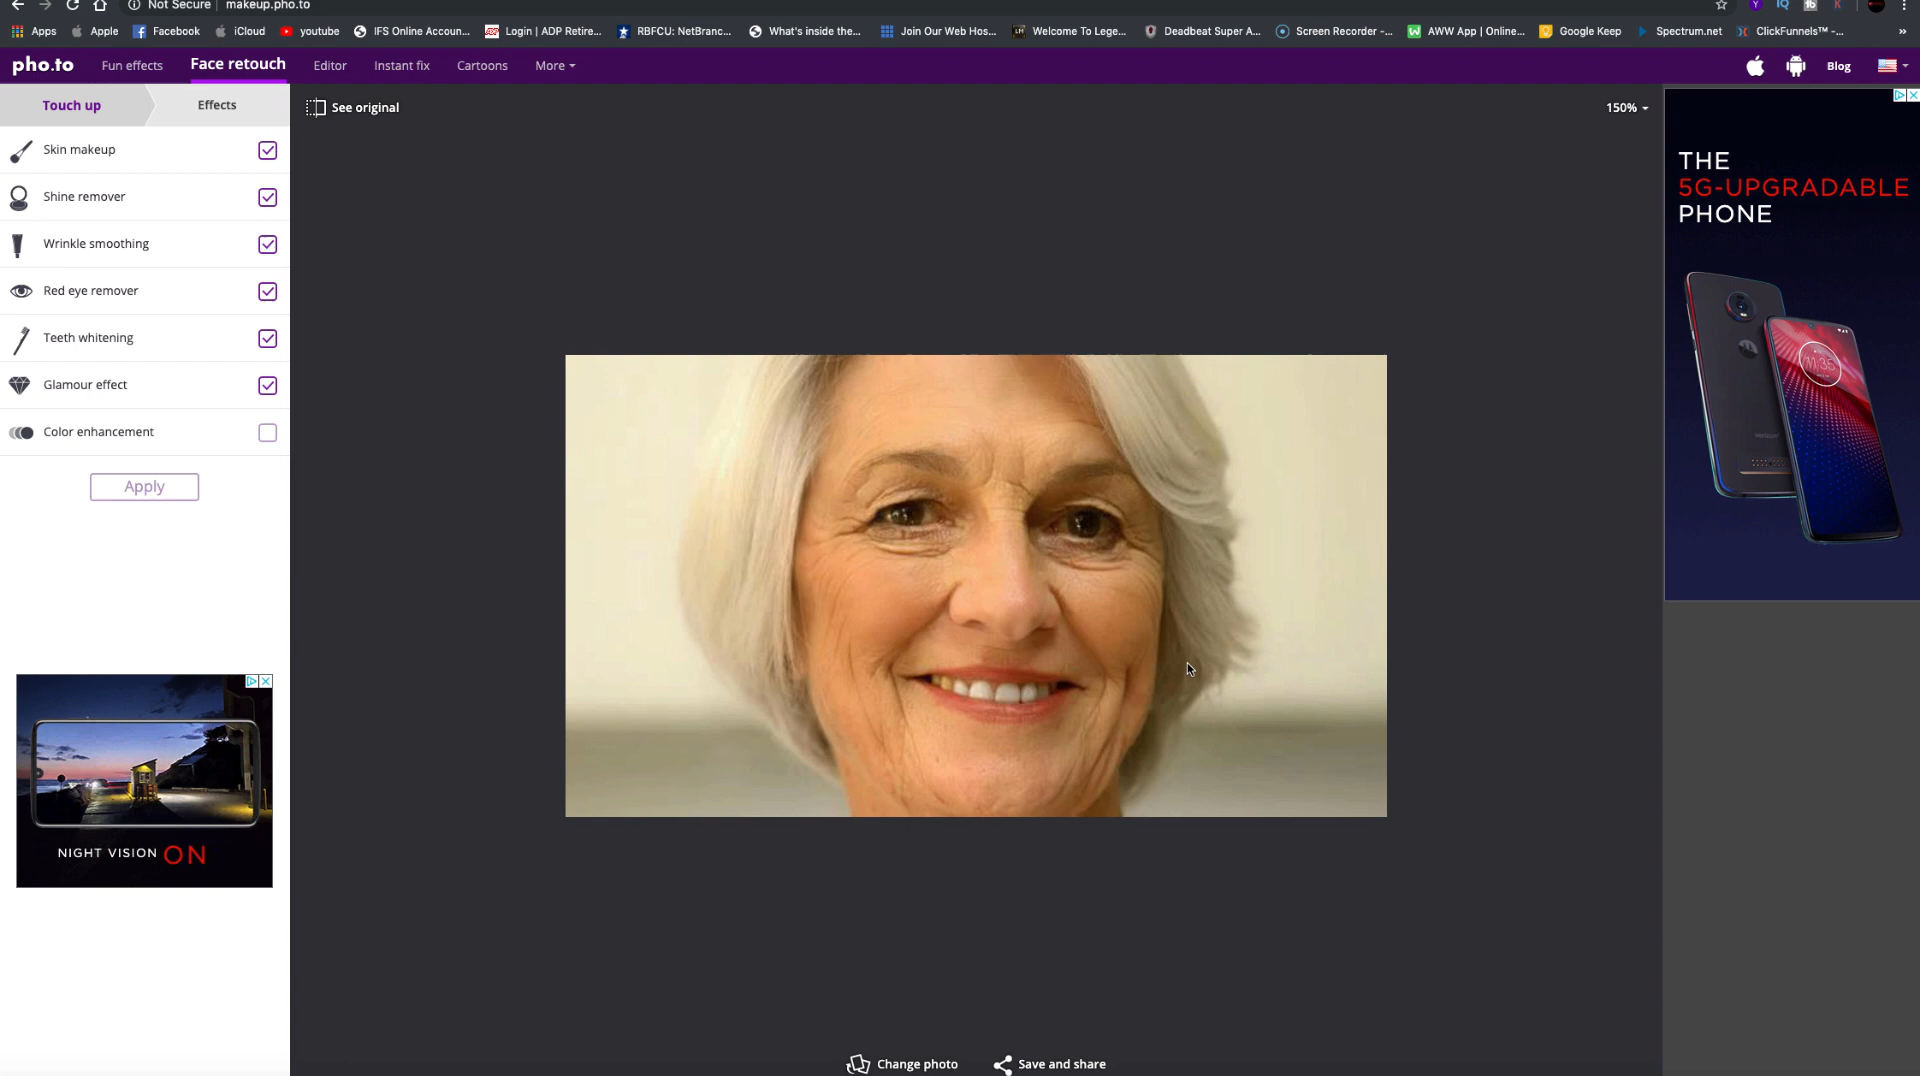 Not Secure | makeup.pho.to
Apps Apple Facebook iCloud youtube IFS Online Accoun... Login | ADP Retire... RBFCU: NetBranc... What's inside the... Join Our Web Hos... Welcome To Lege... Deadbeat Super A... Screen Recorder -... AWW App | Online... Google Keep Spectrum.net ClickFunnels™ -... »
pho.to Fun effects Face retouch Editor Instant fix Cartoons More Blog
Touch up Effects
See original
150%
Skin makeup
Shine remover
Wrinkle smoothing
Red eye remover
Teeth whitening
Glamour effect
Color enhancement
Apply
NIGHT VISION ON
THE
5G-UPGRADABLE
PHONE
11:35
Change photo Save and share